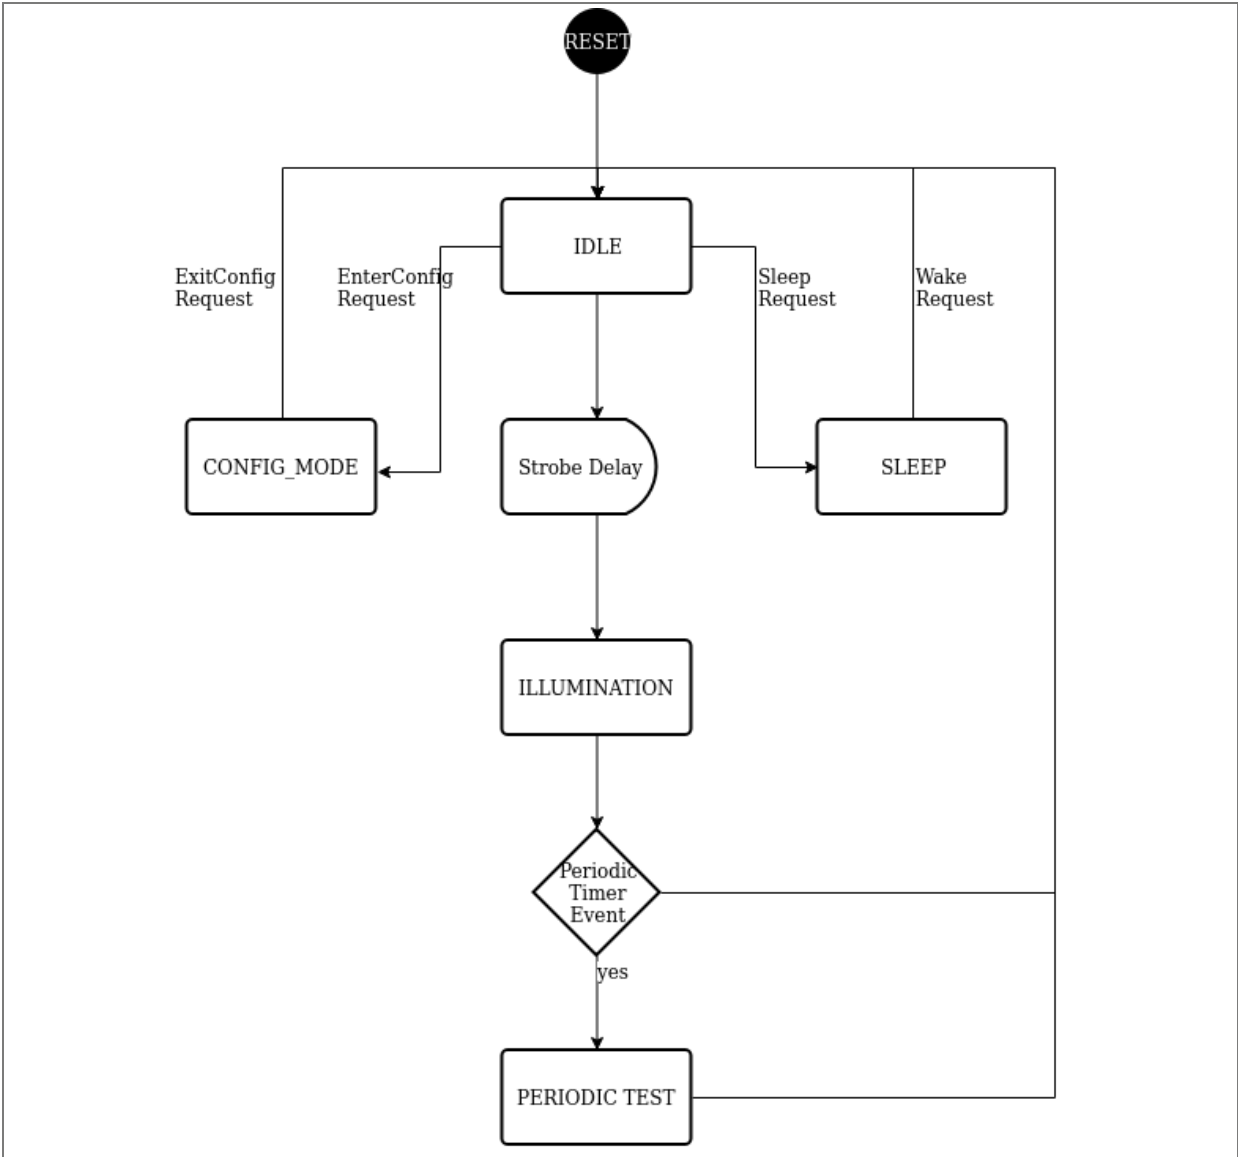 RESET
IDLE
ExitConfig
Request
EnterConfig
Request
Sleep
Request
Wake
Request
CONFIG_MODE
Strobe Delay
SLEEP
ILLUMINATION
Periodic
Timer
Event
yes
PERIODIC TEST